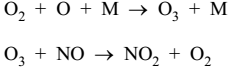 O₂ + O + M → O₃ + M
O₃ + NO → NO₂ + O₂